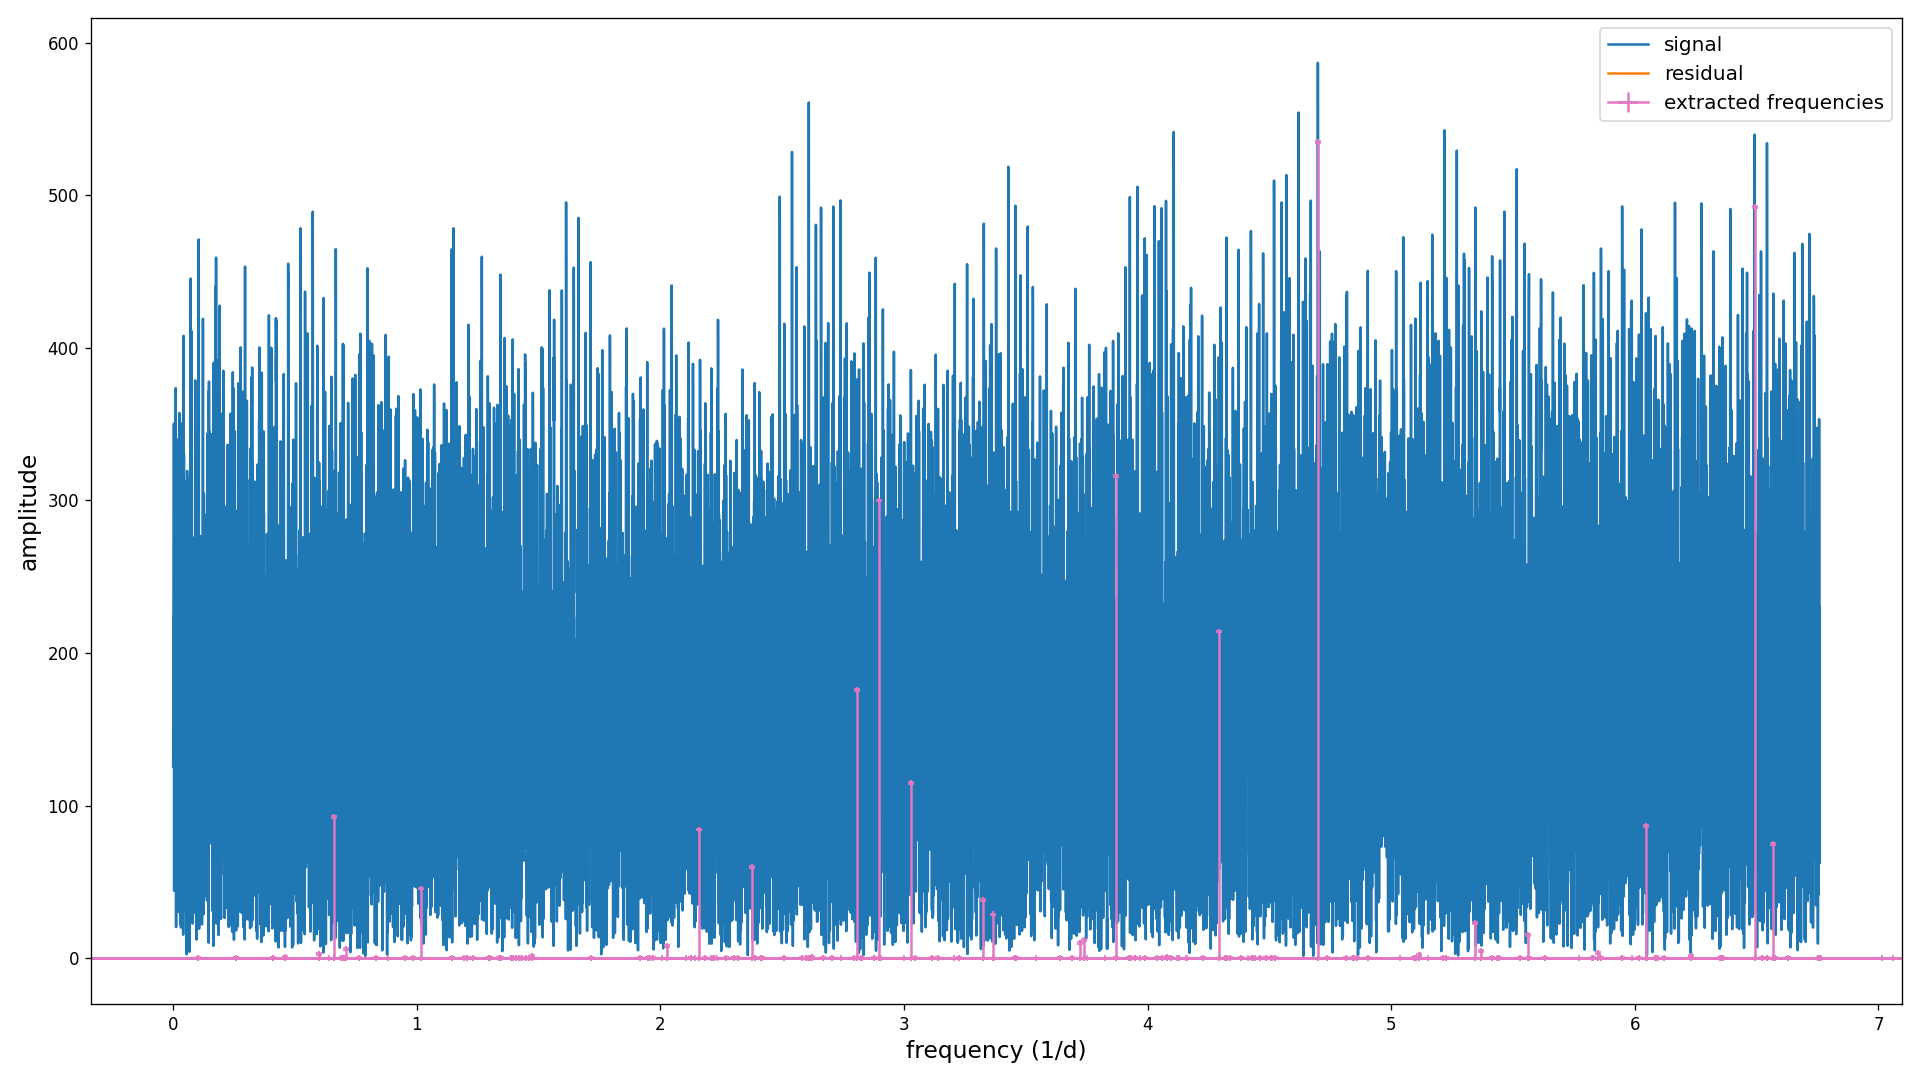 signal
residual
extracted frequencies
600
500
400
300
200
100
0
amplitude
0 1 2 3 4 5 6 7
frequency (1/d)